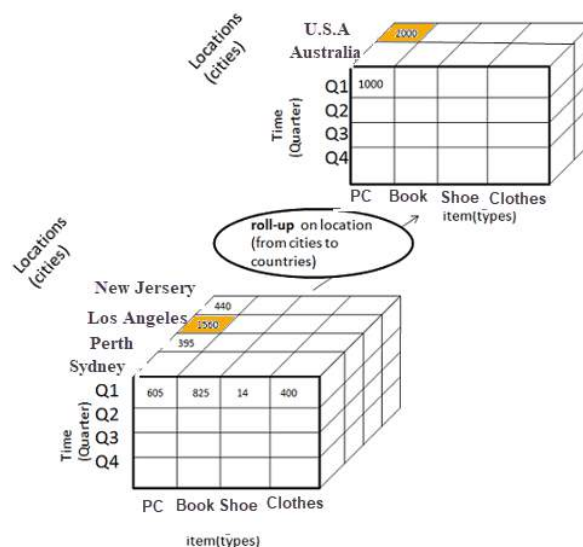 Locations
(cities)
U.S.A
2000
Australia
Time
(Quarter)
Q1 1000
Q2
Q3
Q4
PC Book Shoe Clothes
item(types)
roll-up on location
(from cities to
countries)
Locations
(cities)
New Jersery
440
Los Angeles
1560
Perth
395
Sydney
Time
(Quarter)
Q1 605 825 14 400
Q2
Q3
Q4
PC Book Shoe Clothes
item(types)